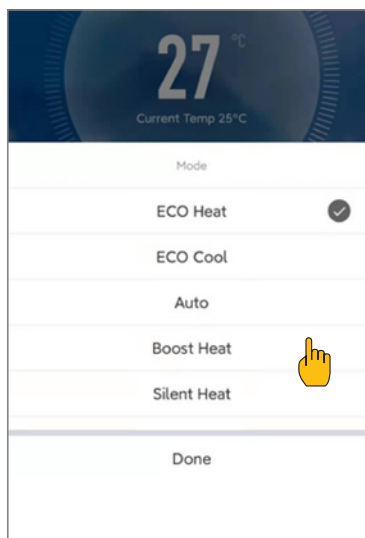 27 °C
Current Temp 25°C
Mode
ECO Heat
ECO Cool
Auto
Boost Heat
Silent Heat
Done